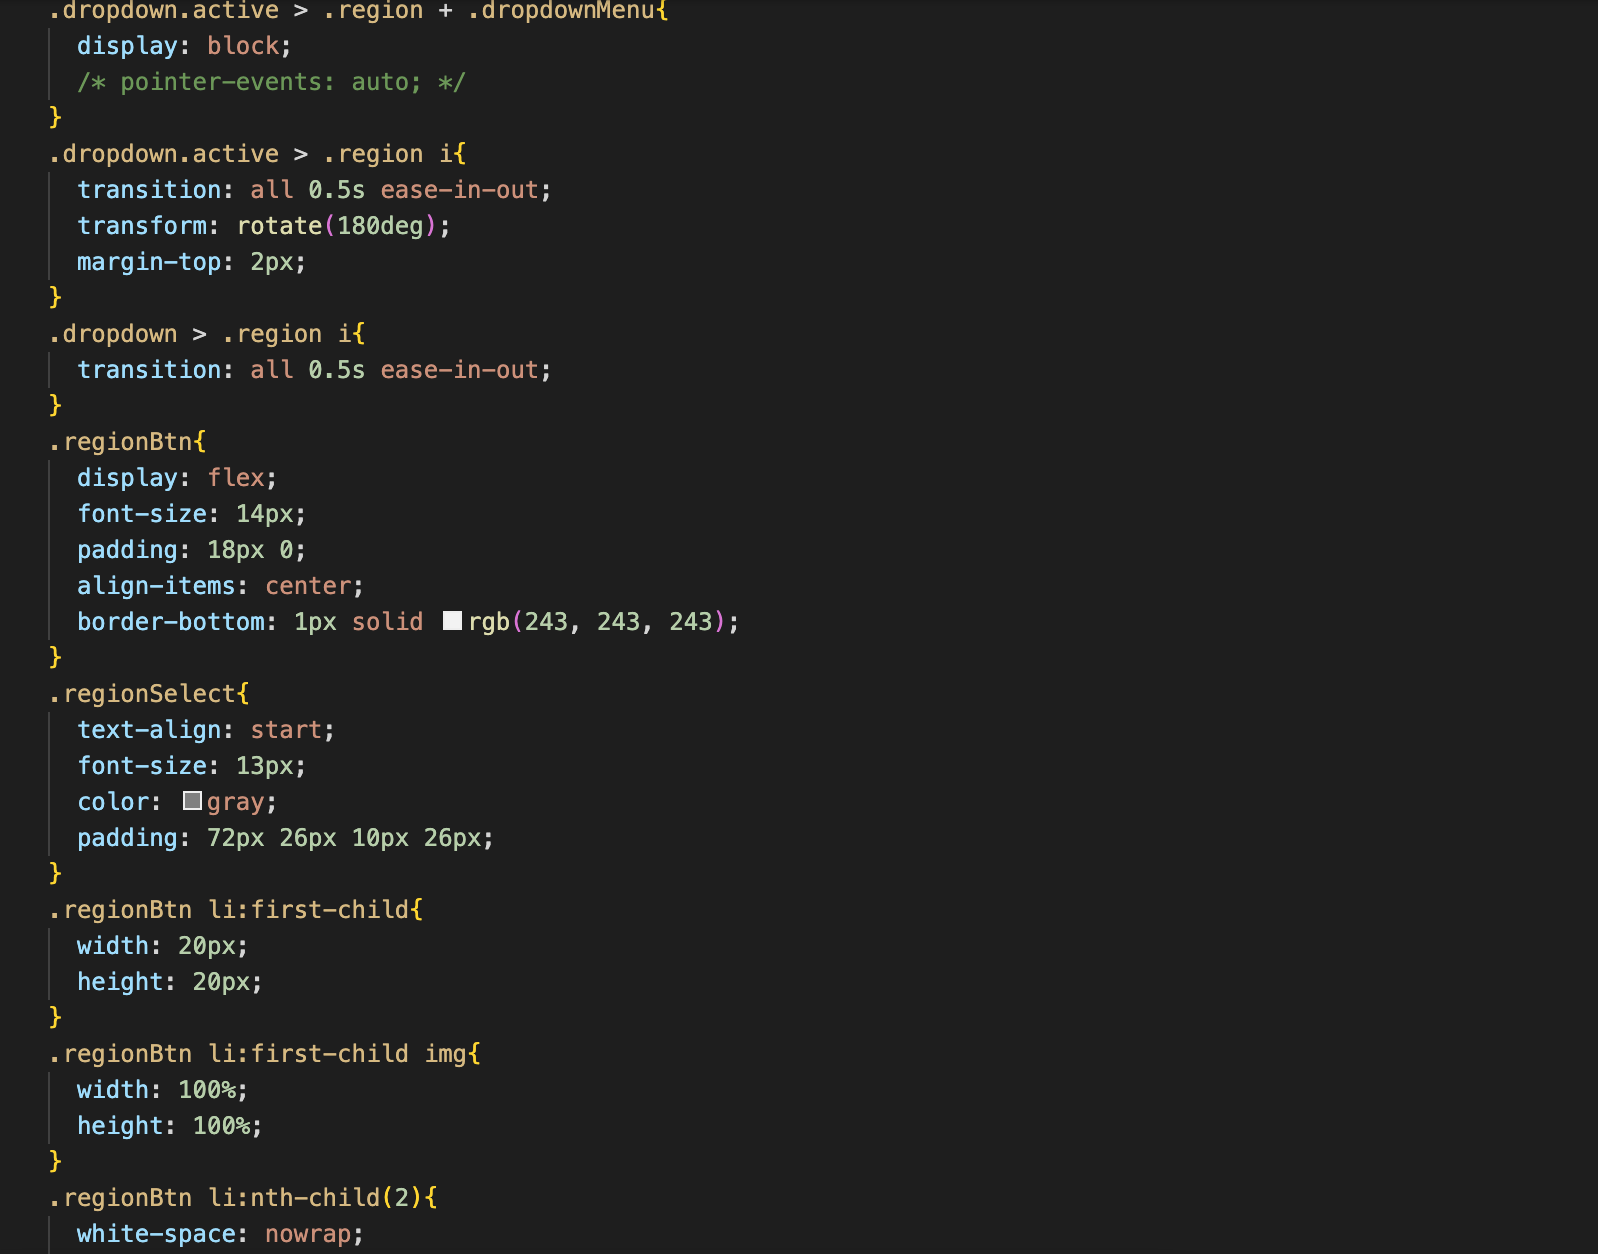 .dropdown.active > .region + .dropdownMenu{
display: block;
/* pointer-events: auto; */
}
.dropdown.active > .region i{
transition: all 0.5s ease-in-out;
transform: rotate(180deg);
margin-top: 2px;
}
.dropdown > .region i{
transition: all 0.5s ease-in-out;
}
.regionBtn{
display: flex;
font-size: 14px;
padding: 18px 0;
align-items: center;
border-bottom: 1px solid rgb(243, 243, 243);
}
.regionSelect{
text-align: start;
font-size: 13px;
color: gray;
padding: 72px 26px 10px 26px;
}
.regionBtn li:first-child{
width: 20px;
height: 20px;
}
.regionBtn li:first-child img{
width: 100%;
height: 100%;
}
.regionBtn li:nth-child(2){
white-space: nowrap;